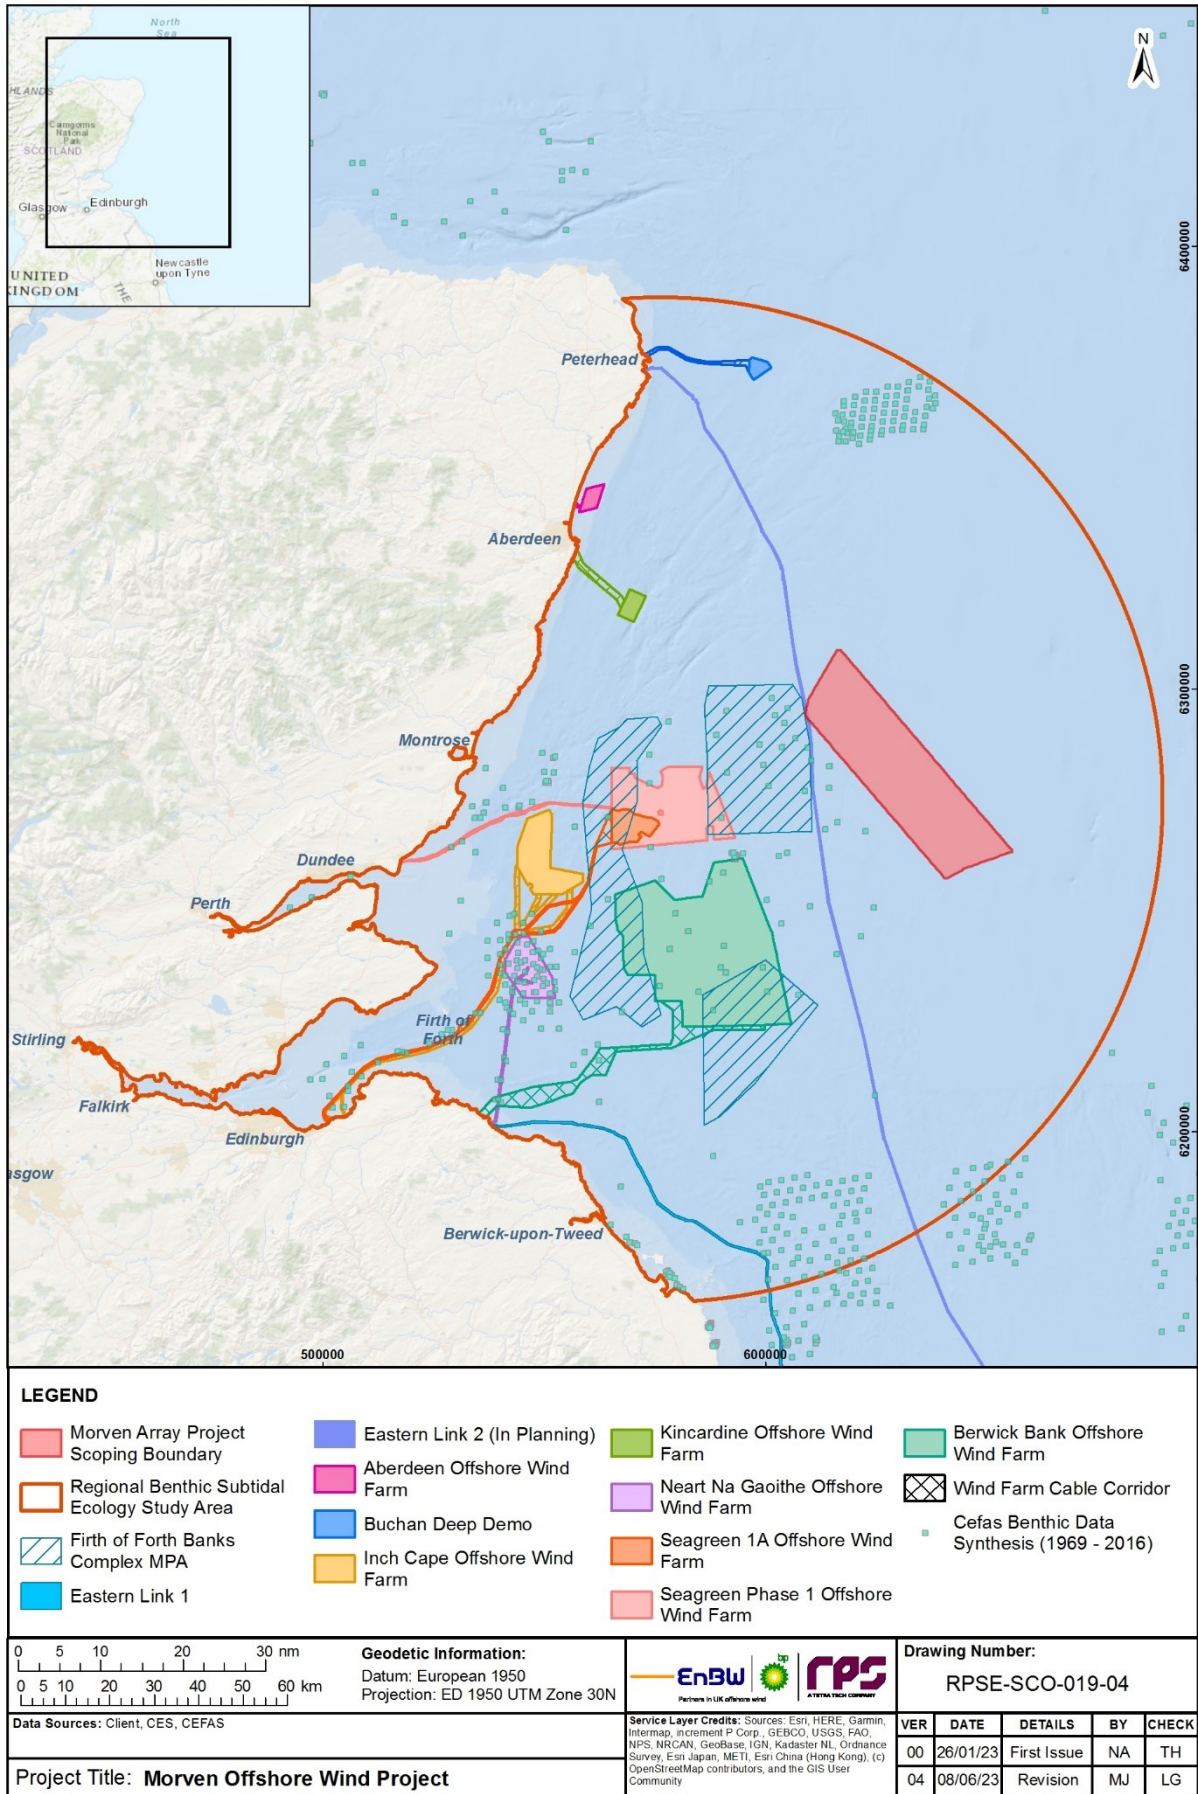 North
Sea
HLANDS
Cairngorms
National
Park
SCOTLAND
Glasgow
Edinburgh
Newcastle
upon Tyne
UNITED
KINGDOM
THE
N
6400000
Peterhead
Aberdeen
6300000
Montrose
Dundee
Perth
Firth of
Forth
Stirling
Falkirk
Edinburgh
6200000
asgow
Berwick-upon-Tweed
500000
600000
LEGEND
Morven Array Project
Scoping Boundary
Regional Benthic Subtidal
Ecology Study Area
Firth of Forth Banks
Complex MPA
Eastern Link 1
Eastern Link 2 (In Planning)
Aberdeen Offshore Wind
Farm
Buchan Deep Demo
Inch Cape Offshore Wind
Farm
Kincardine Offshore Wind
Farm
Neart Na Gaoithe Offshore
Wind Farm
Seagreen 1A Offshore Wind
Farm
Seagreen Phase 1 Offshore
Wind Farm
Berwick Bank Offshore
Wind Farm
Wind Farm Cable Corridor
Cefas Benthic Data
Synthesis (1969 - 2016)
0 5 10 20 30 nm
0 5 10 20 30 40 50 60 km
Geodetic Information:
Datum: European 1950
Projection: ED 1950 UTM Zone 30N
EnBW
Partners in UK offshore wind
bp
RPS
A TETRA TECH COMPANY
Drawing Number:
RPSE-SCO-019-04
Data Sources: Client, CES, CEFAS
Service Layer Credits: Sources: Esri, HERE, Garmin,
Intermap, increment P Corp., GEBCO, USGS, FAO,
NPS, NRCAN, GeoBase, IGN, Kadaster NL, Ordnance
Survey, Esri Japan, METI, Esri China (Hong Kong), (c)
OpenStreetMap contributors, and the GIS User
Community
VER DATE DETAILS BY CHECK
00 26/01/23 First Issue NA TH
04 08/06/23 Revision MJ LG
Project Title: Morven Offshore Wind Project